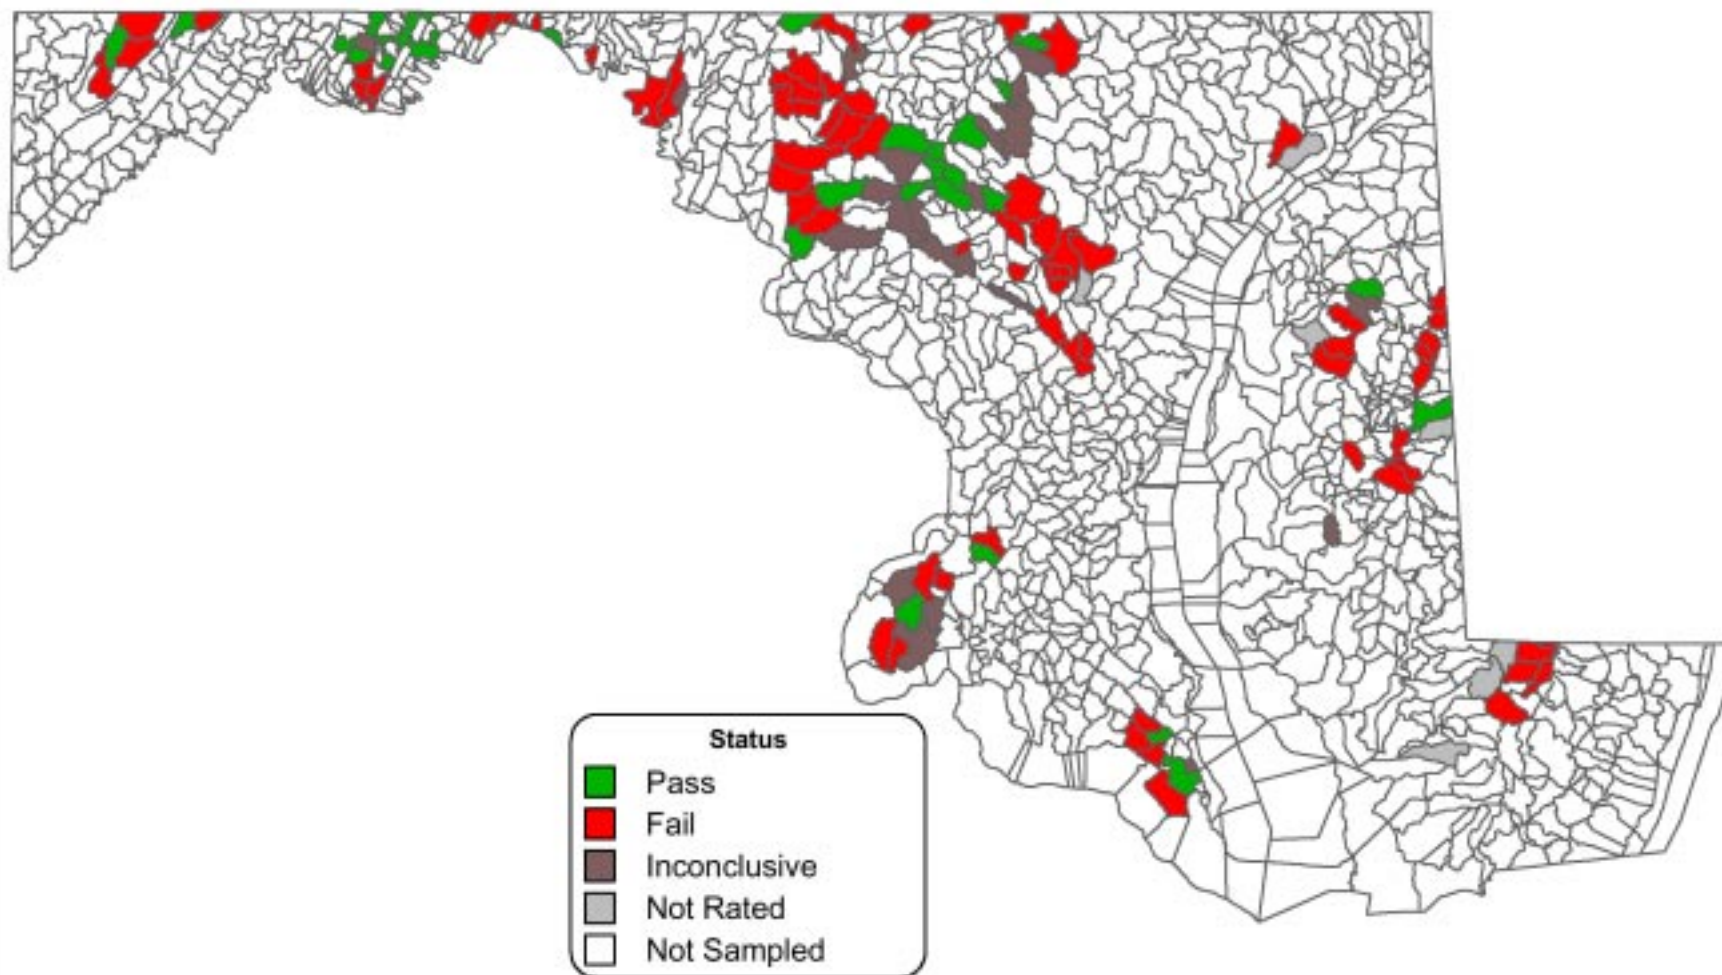 Status
Pass
Fail
Inconclusive
Not Rated
Not Sampled